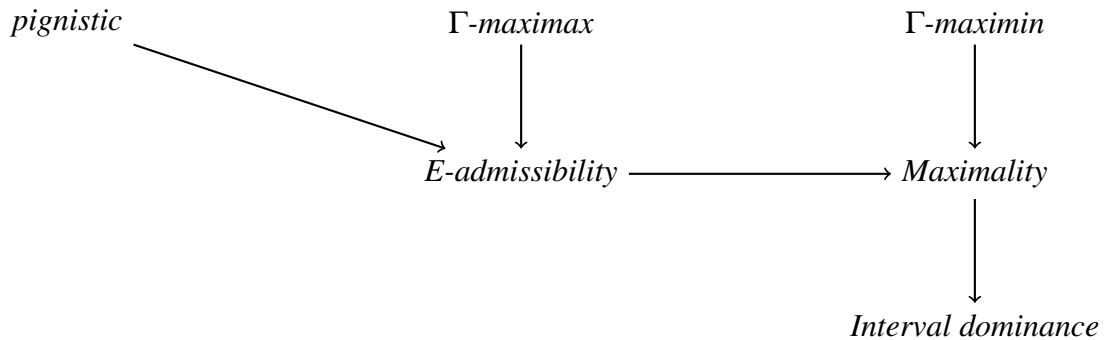 pignistic
Γ-maximax
Γ-maximin
E-admissibility
Maximality
Interval dominance